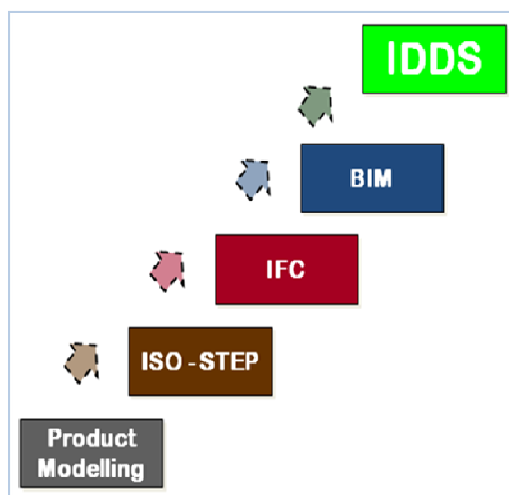 IDDS
BIM
IFC
ISO - STEP
Product
Modelling